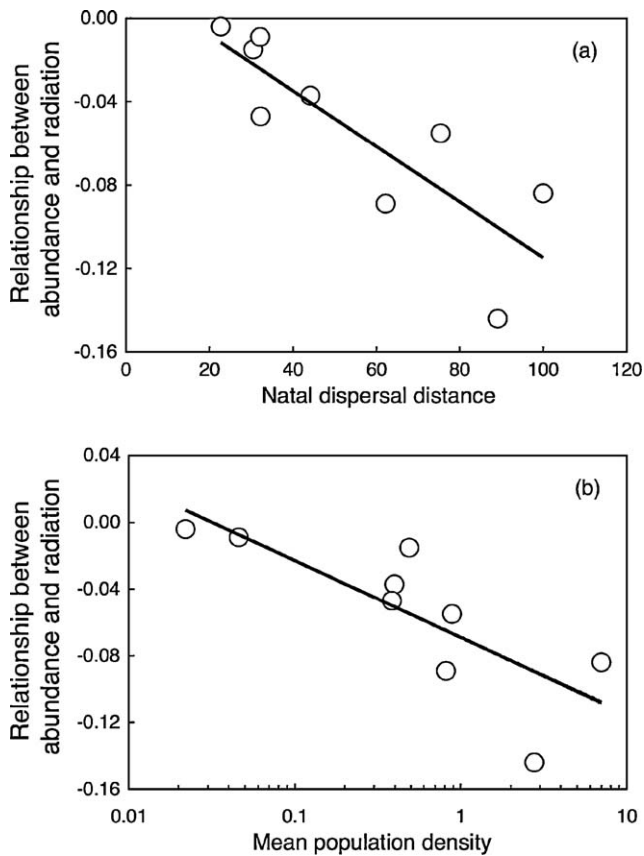 Relationship between
abundance and radiation
0.00
-0.04
-0.08
-0.12
-0.16
(a)
0 20 40 60 80 100 120
Natal dispersal distance
Relationship between
abundance and radiation
0.04
0.00
-0.04
-0.08
-0.12
-0.16
(b)
0.01 0.1 1 10
Mean population density